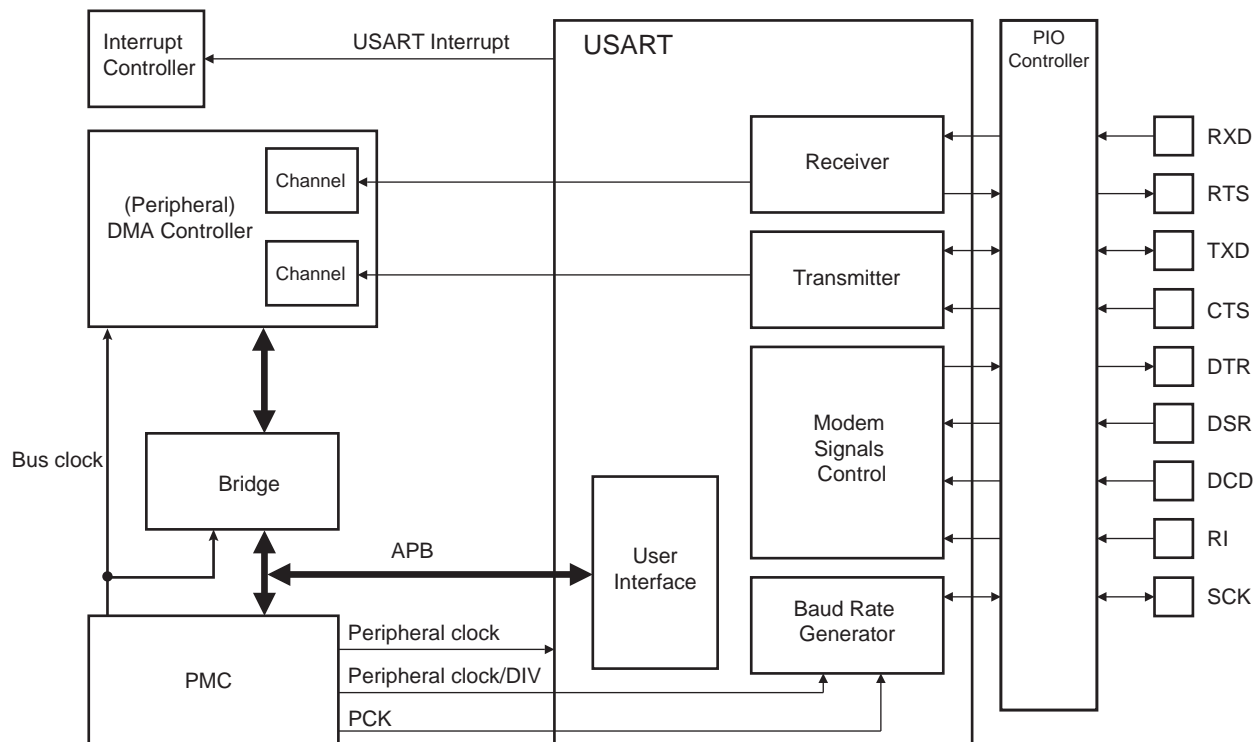 Interrupt
Controller
USART Interrupt
USART
PIO
Controller
(Peripheral)
DMA Controller
Channel
Channel
Receiver
Transmitter
Modem
Signals
Control
RXD
RTS
TXD
CTS
DTR
DSR
DCD
RI
SCK
Bus clock
Bridge
APB
User
Interface
Baud Rate
Generator
PMC
Peripheral clock
Peripheral clock/DIV
PCK